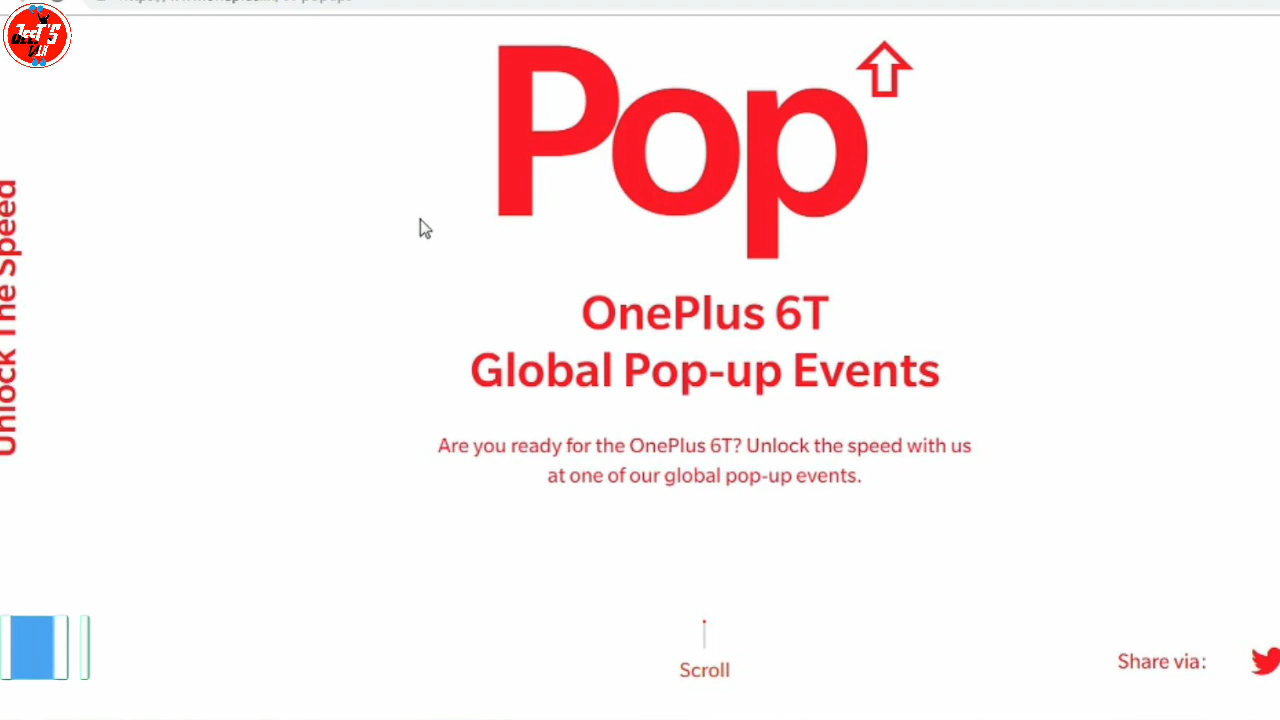 Pop
OnePlus 6T
Global Pop-up Events
Are you ready for the OnePlus 6T? Unlock the speed with us
at one of our global pop-up events.
Unlock The Speed
Scroll
Share via: